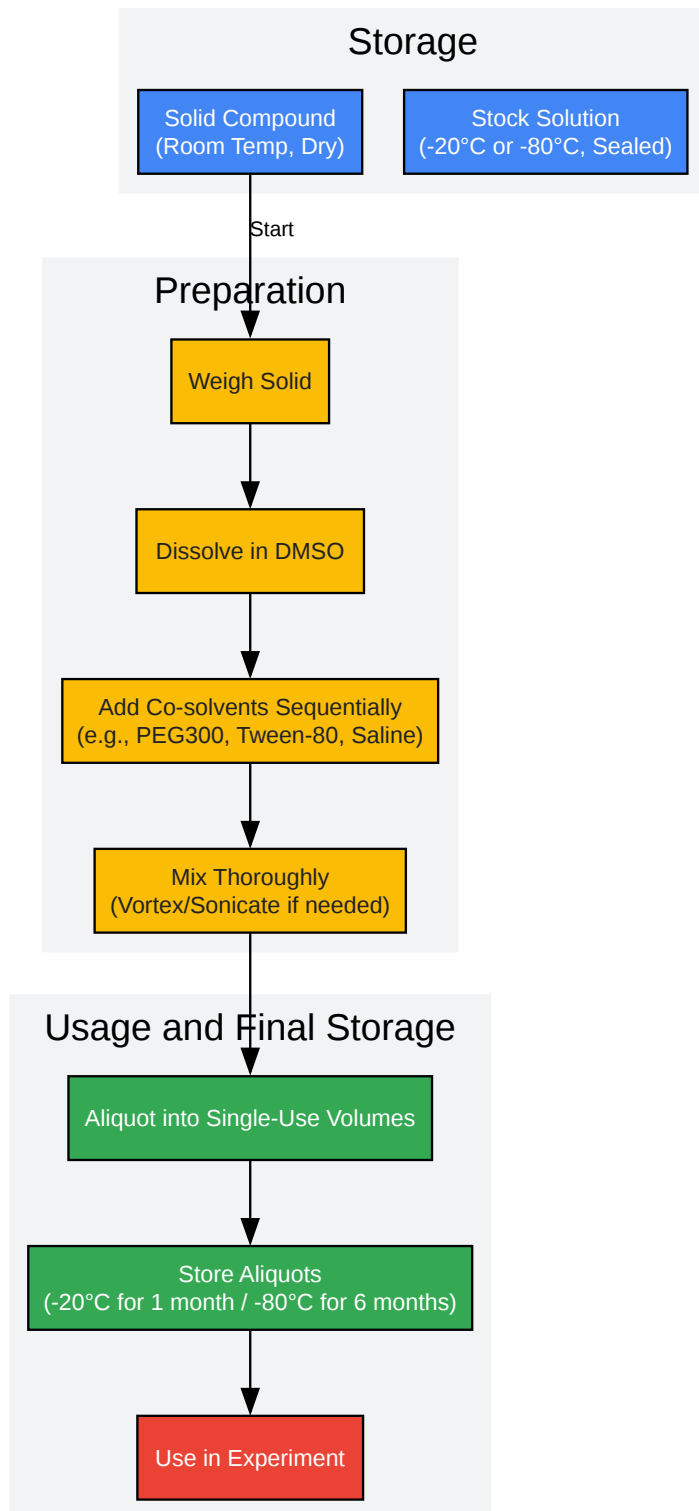 Storage
Solid Compound
(Room Temp, Dry)
Stock Solution
(-20°C or -80°C, Sealed)
Start
Preparation
Weigh Solid
Dissolve in DMSO
Add Co-solvents Sequentially
(e.g., PEG300, Tween-80, Saline)
Mix Thoroughly
(Vortex/Sonicate if needed)
Usage and Final Storage
Aliquot into Single-Use Volumes
Store Aliquots
(-20°C for 1 month / -80°C for 6 months)
Use in Experiment